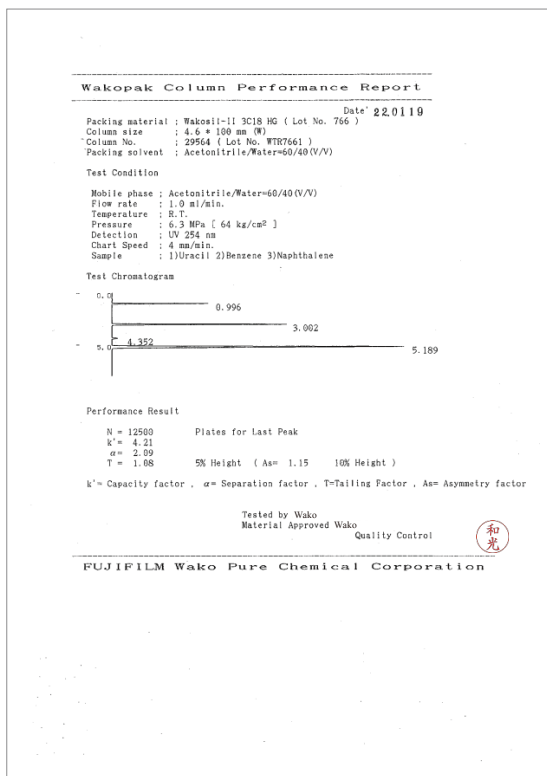 Wakopak Column Performance Report
Date' 22.01.19
Packing material ; Wakosil-II 3C18 HG ( Lot No. 766 )
Column size ; 4.6 * 100 mm (W)
Column No. ; 29564 ( Lot No. WTR7661 )
Packing solvent ; Acetonitrile/Water=60/40(V/V)
Test Condition
Mobile phase ; Acetonitrile/Water=60/40(V/V)
Flow rate ; 1.0 ml/min.
Temperature ; R.T.
Pressure ; 6.3 MPa [ 64 kg/cm² ]
Detection ; UV 254 nm
Chart Speed ; 4 mm/min.
Sample ; 1)Uracil 2)Benzene 3)Naphthalene
Test Chromatogram
0.0
0.996
3.002
4.352
5.0
5.189
Performance Result
N = 12500 Plates for Last Peak
k'= 4.21
α= 2.09
T = 1.08 5% Height ( As= 1.15 10% Height )
k'= Capacity factor , α= Separation factor , T=Tailing Factor , As= Asymmetry factor
Tested by Wako
Material Approved Wako
Quality Control
和光
FUJIFILM Wako Pure Chemical Corporation